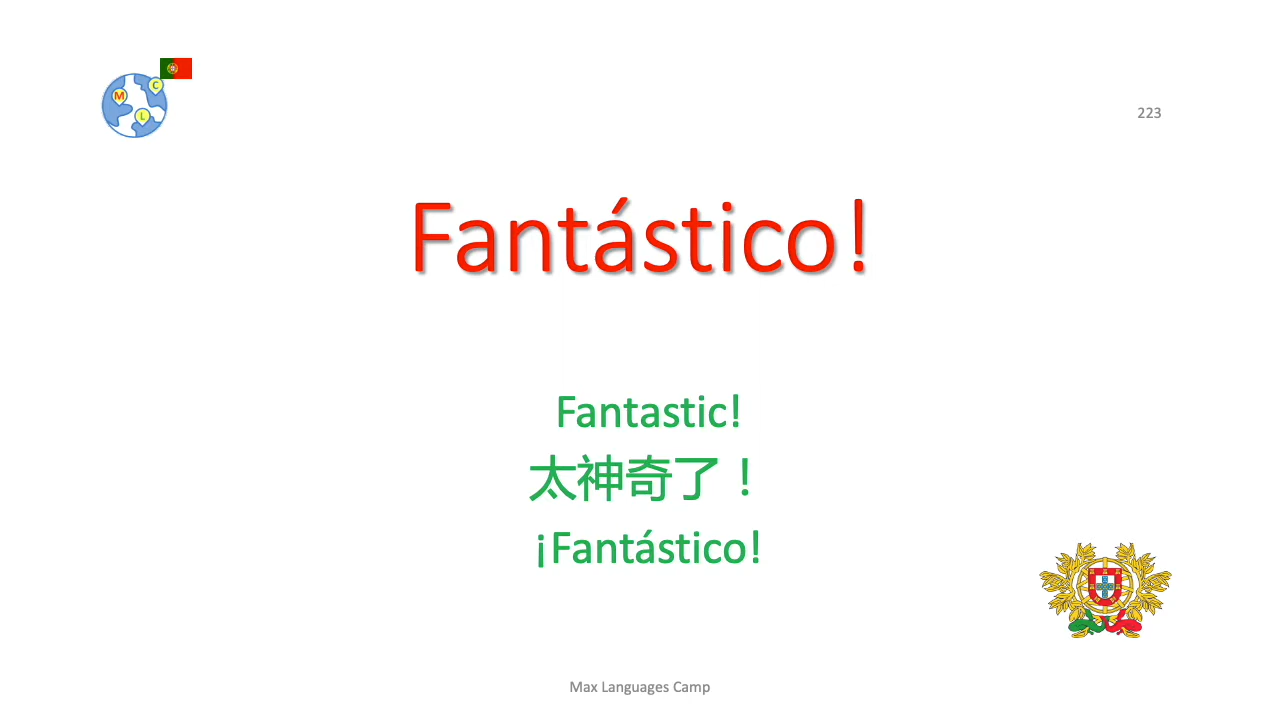 M
C
L
223
Fantástico!
Fantastic!
太神奇了！
¡Fantástico!
Max Languages Camp